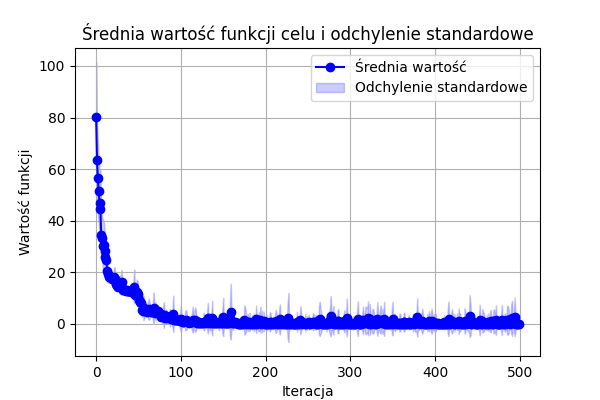 Średnia wartość funkcji celu i odchylenie standardowe
Średnia wartość
Odchylenie standardowe
Wartość funkcji
100
80
60
40
20
0
0 100 200 300 400 500
Iteracja